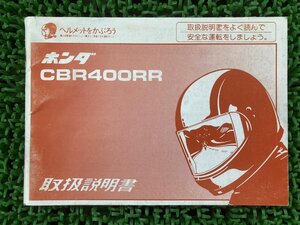 ヘルメットをかぶろう
取扱説明書をよく読んで
安全な運転をしましょう。
ホンダ
CBR400RR
取扱説明書